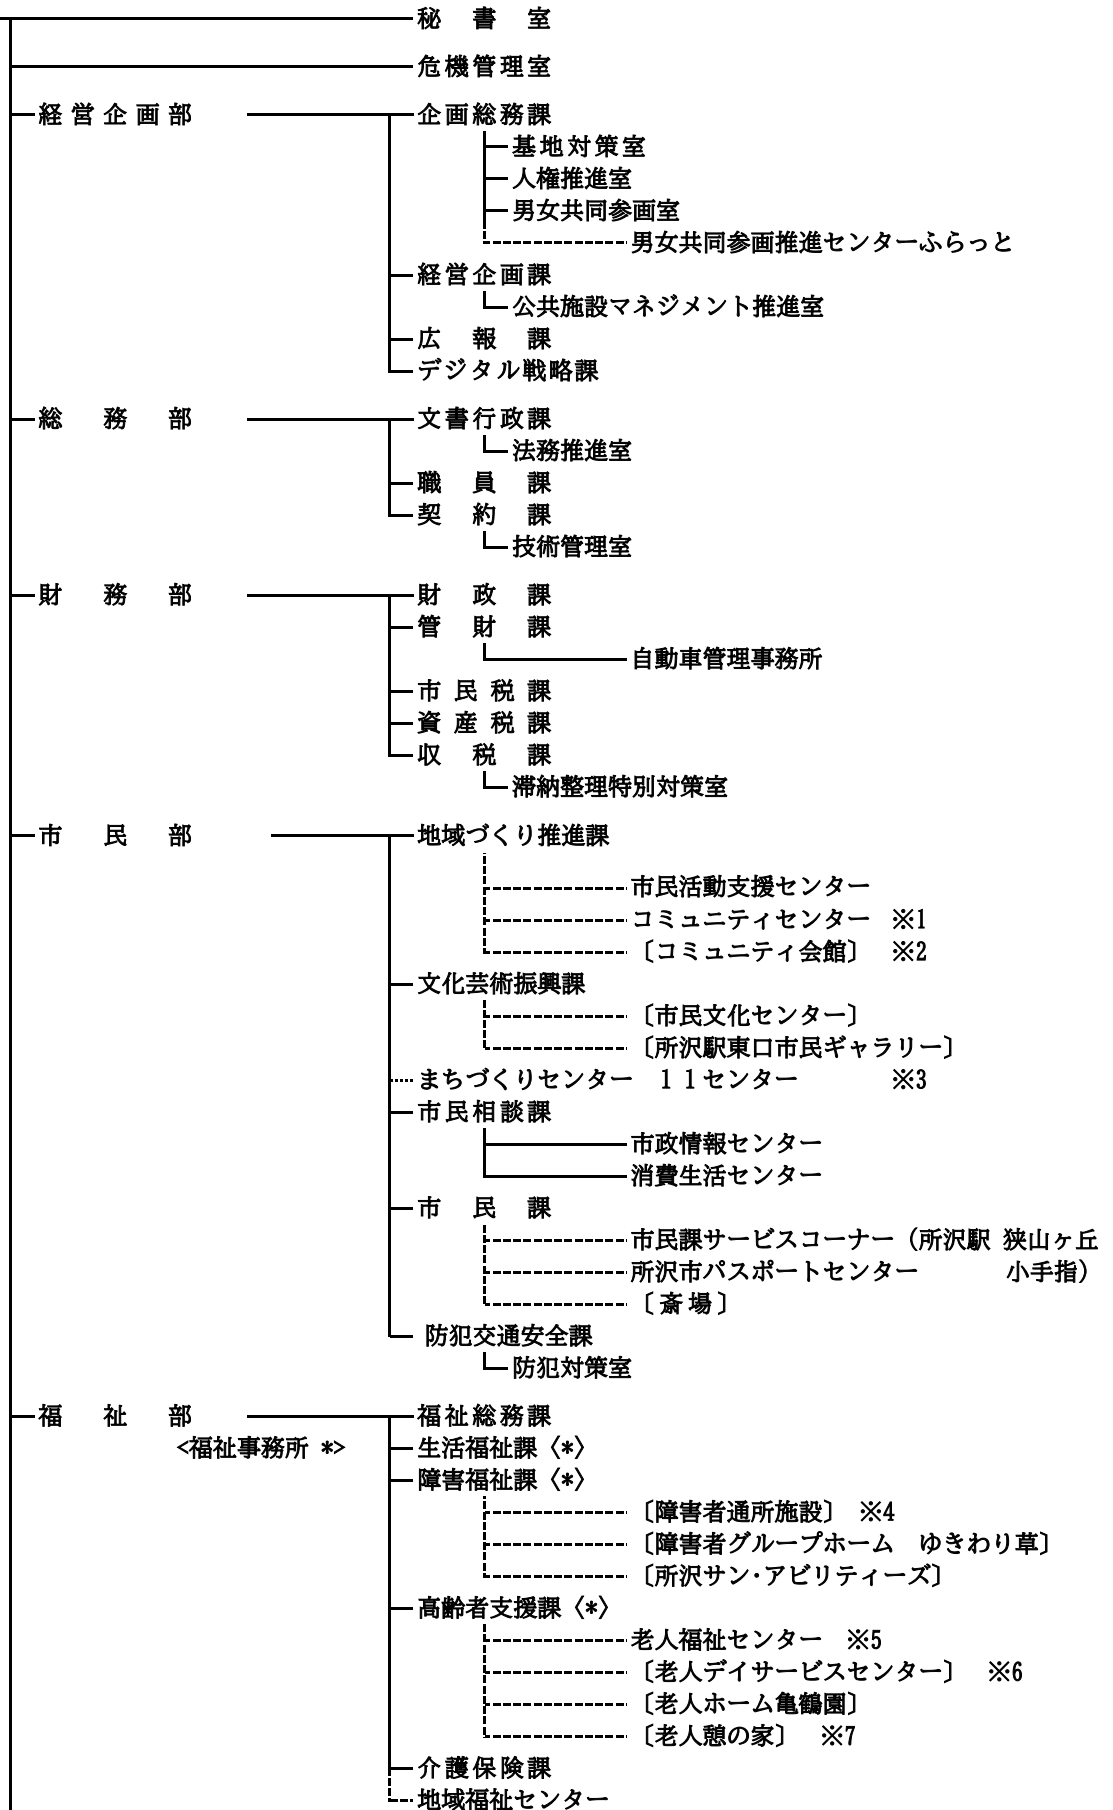 秘書室
危機管理室
経営企画部 企画総務課
基地対策室
人権推進室
男女共同参画室
男女共同参画推進センターふらっと
経営企画課
公共施設マネジメント推進室
広報課
デジタル戦略課
総務部 文書行政課
法務推進室
職員課
契約課
技術管理室
財務部 財政課
管財課
自動車管理事務所
市民税課
資産税課
収税課
滞納整理特別対策室
市民部 地域づくり推進課
市民活動支援センター
コミュニティセンター ※1
〔コミュニティ会館〕 ※2
文化芸術振興課
〔市民文化センター〕
〔所沢駅東口市民ギャラリー〕
まちづくりセンター 11センター ※3
市民相談課
市政情報センター
消費生活センター
市民課
市民課サービスコーナー（所沢駅 狭山ヶ丘
所沢市パスポートセンター 小手指）
〔斎場〕
防犯交通安全課
防犯対策室
福祉部 福祉総務課
<福祉事務所 *> 生活福祉課〈*〉
障害福祉課〈*〉
〔障害者通所施設〕 ※4
〔障害者グループホーム ゆきわり草〕
〔所沢サン・アビリティーズ〕
高齢者支援課〈*〉
老人福祉センター ※5
〔老人デイサービスセンター〕 ※6
〔老人ホーム亀鶴園〕
〔老人憩の家〕 ※7
介護保険課
地域福祉センター